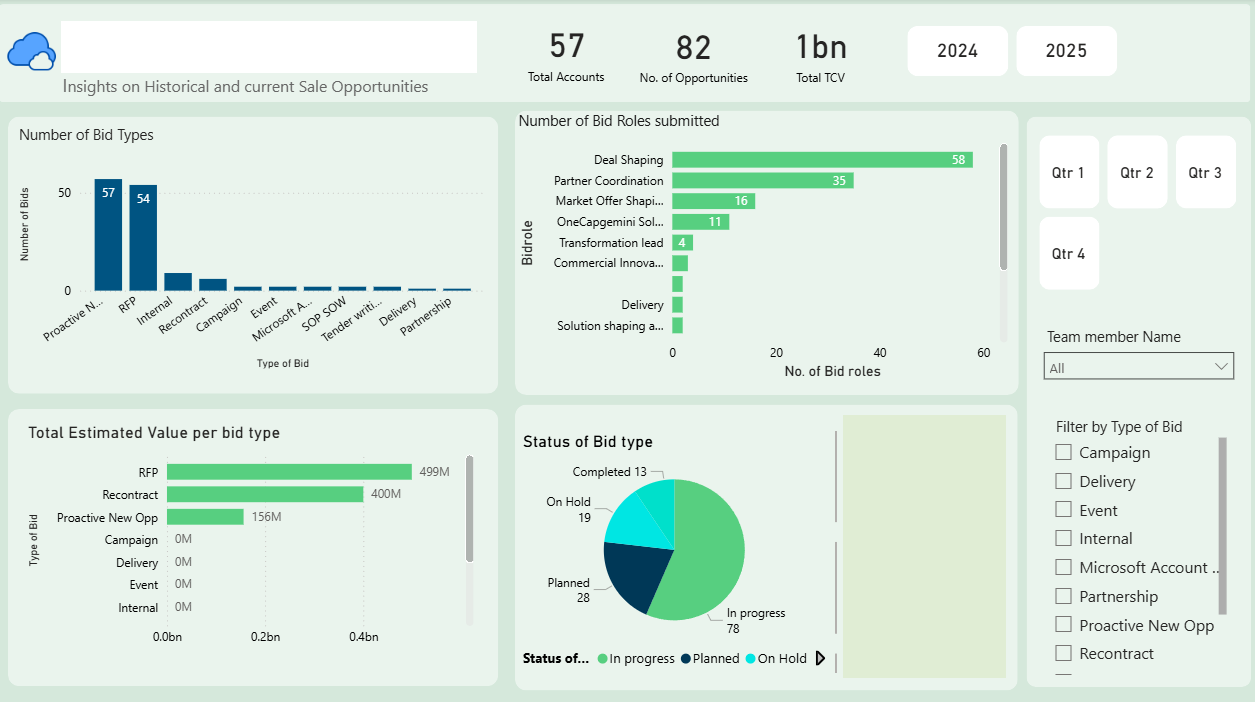 57
Total Accounts
82
No. of Opportunities
1bn
Total TCV
2024
2025
Insights on Historical and current Sale Opportunities
Number of Bid Types
Number of Bids
50
0
57
54
Proactive N...
RFP
Internal
Recontract
Campaign
Event
Microsoft A...
SOP SOW
Tender writi...
Delivery
Partnership
Type of Bid
Number of Bid Roles submitted
Bidrole
Deal Shaping 58
Partner Coordination 35
Market Offer Shapi... 16
OneCapgemini Sol... 11
Transformation lead 4
Commercial Innova...
Delivery
Solution shaping a...
0 20 40 60
No. of Bid roles
Qtr 1
Qtr 2
Qtr 3
Qtr 4
Team member Name
All
Filter by Type of Bid
Campaign
Delivery
Event
Internal
Microsoft Account ...
Partnership
Proactive New Opp
Recontract
Total Estimated Value per bid type
Type of Bid
RFP 499M
Recontract 400M
Proactive New Opp 156M
Campaign 0M
Delivery 0M
Event 0M
Internal 0M
0.0bn 0.2bn 0.4bn
Status of Bid type
Completed 13
On Hold
19
Planned
28
In progress
78
Status of... In progress Planned On Hold